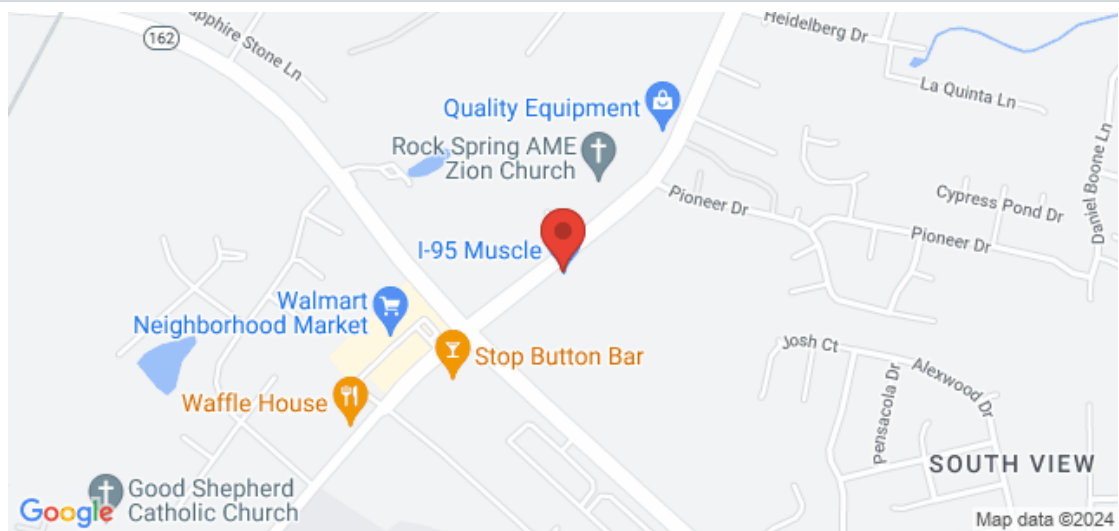 162
apphire Stone Ln
Heidelberg Dr
La Quinta Ln
Quality Equipment
Rock Spring AME
Zion Church
Daniel Boone Ln
Pioneer Dr
Cypress Pond Dr
Pioneer Dr
I-95 Muscle
Walmart
Neighborhood Market
Stop Button Bar
Josh Ct
Alexwood Dr
Pensacola Dr
Waffle House
SOUTH VIEW
Good Shepherd
Catholic Church
Google
Map data ©2024